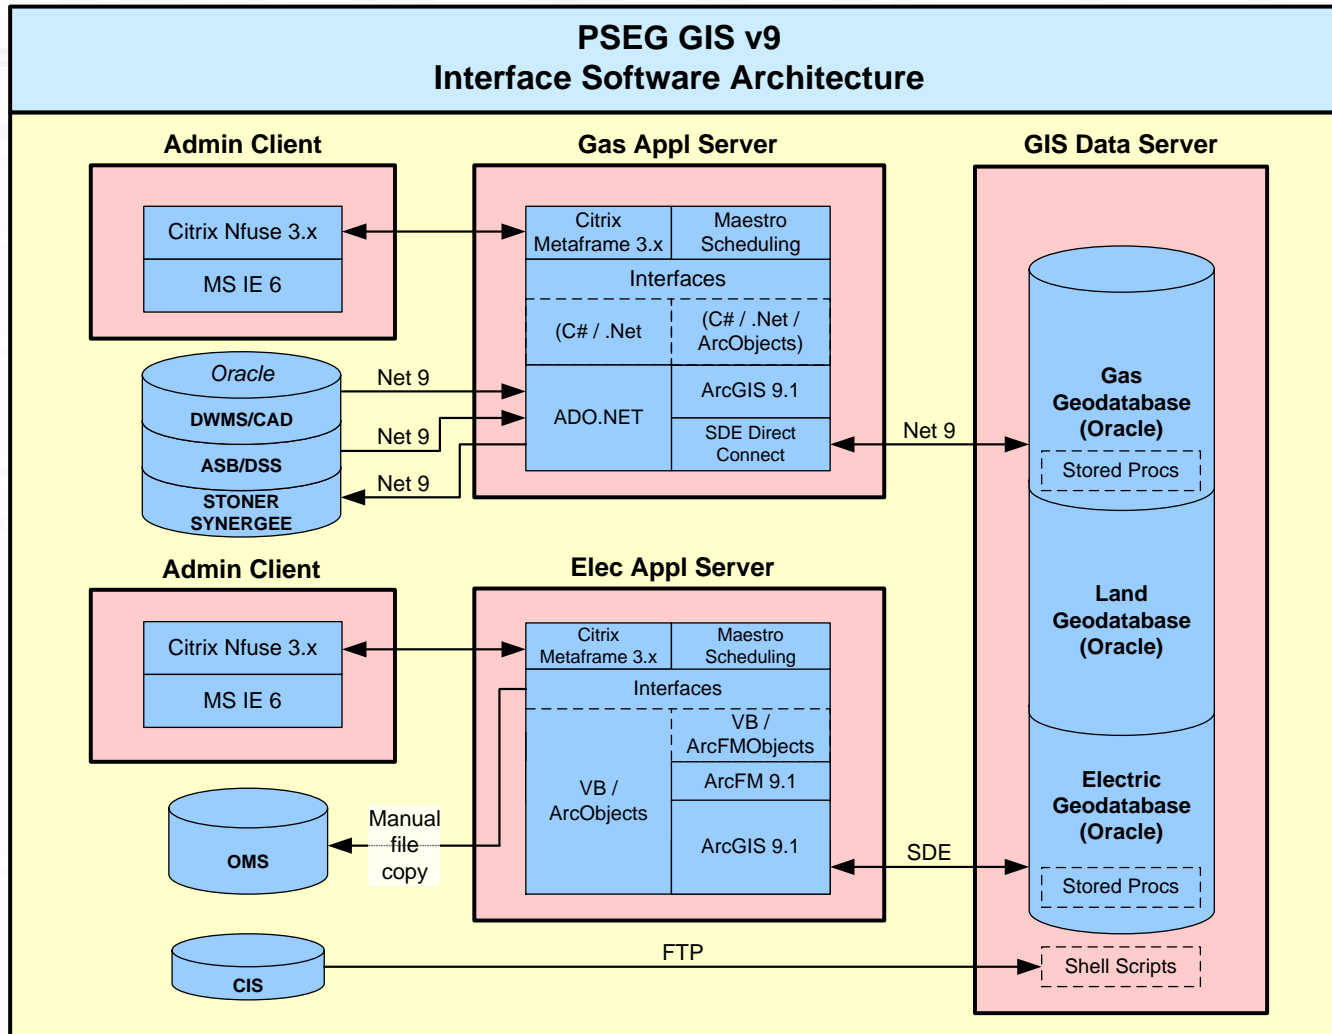 PSEG GIS v9
Interface Software Architecture
Admin Client
Gas Appl Server
GIS Data Server
Citrix Nfuse 3.x
MS IE 6
Citrix
Metaframe 3.x
Maestro
Scheduling
Interfaces
(C# / .Net
(C# / .Net /
ArcObjects)
ADO.NET
ArcGIS 9.1
SDE Direct
Connect
Oracle
DWMS/CAD
ASB/DSS
STONER
SYNERGEE
Net 9
Net 9
Net 9
Net 9
Gas
Geodatabase
(Oracle)
Stored Procs
Land
Geodatabase
(Oracle)
Electric
Geodatabase
(Oracle)
Stored Procs
Shell Scripts
Admin Client
Elec Appl Server
Citrix Nfuse 3.x
MS IE 6
Citrix
Metaframe 3.x
Maestro
Scheduling
Interfaces
VB /
ArcObjects
VB /
ArcFMObjects
ArcFM 9.1
ArcGIS 9.1
OMS
Manual
file
copy
SDE
CIS
FTP